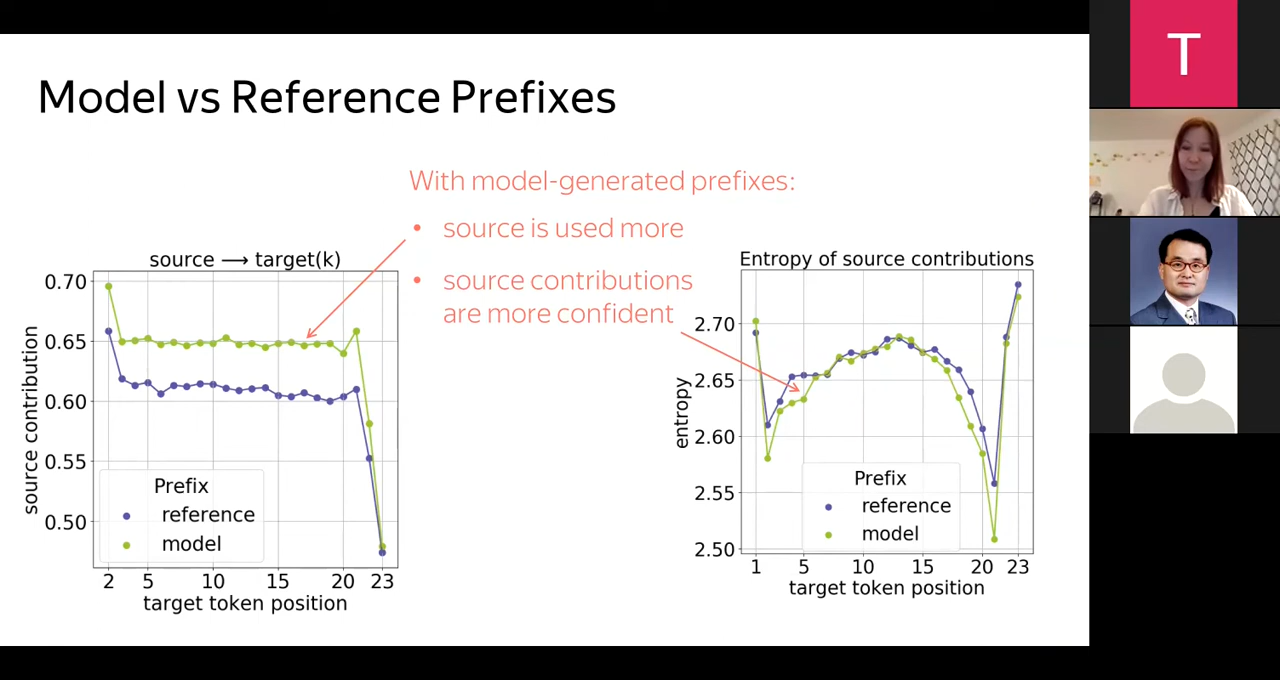 Model vs Reference Prefixes
With model-generated prefixes:
• source is used more
• source contributions
are more confident
source → target(k)
source contribution
0.70
0.65
0.60
0.55
0.50
Prefix
reference
model
2 5 10 15 20 23
target token position
Entropy of source contributions
entropy
2.70
2.65
2.60
2.55
2.50
Prefix
reference
model
1 5 10 15 20 23
target token position
T